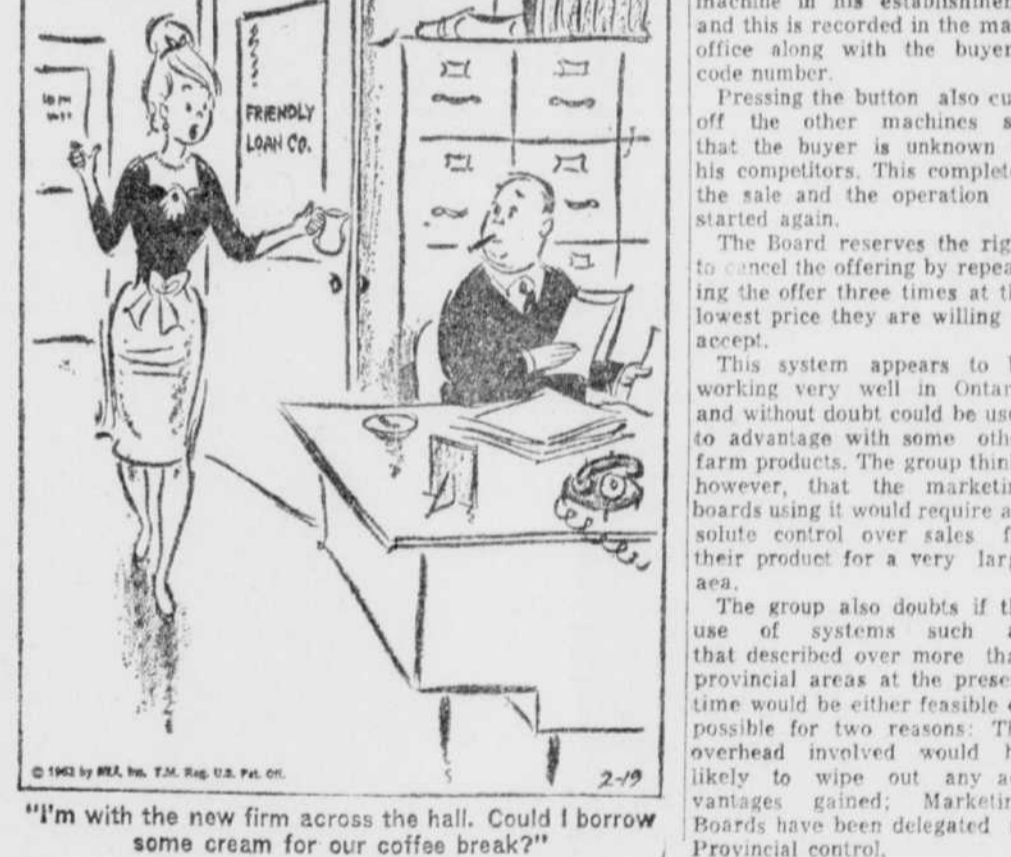 FRIENDLY
LOAN CO.
© 1963 by NEA, Inc. T.M. Reg. U.S. Pat. Off.
2-19
"I'm with the new firm across the hall. Could I borrow
some cream for our coffee break?"
machine in his establishment
and this is recorded in the ma
office along with the buyer
code number.
Pressing the button also cu
off the other machines s
that the buyer is unknown
his competitors. This complet
the sale and the operation
started again.
The Board reserves the rig
to cancel the offering by repea
ing the offer three times at th
lowest price they are willing
accept.
This system appears to b
working very well in Ontar
and without doubt could be use
to advantage with some othe
farm products. The group think
however, that the marketin
boards using it would require a
solute control over sales f
their product for a very larg
aea.
The group also doubts if th
use of systems such a
that described over more tha
provincial areas at the prese
time would be either feasible o
possible for two reasons: Th
overhead involved would b
likely to wipe out any a
vantages gained; Marketin
Boards have been delegated
Provincial control.